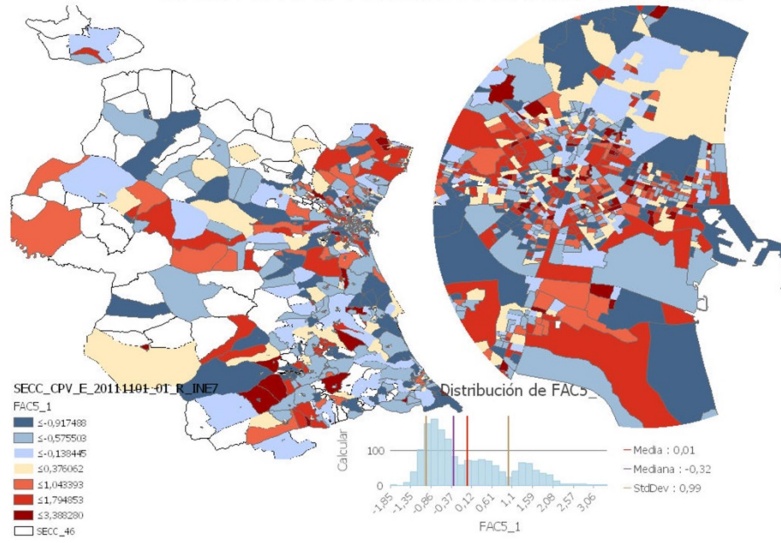 SECC_CPV_E_20111101_01_R_INE7
FAC5_1
≤-0,917488
≤-0,575503
≤-0,138445
≤0,376062
≤1,043393
≤1,794853
≤3,388280
SECC_46
Distribución de FAC5_
Calcular
100
0
-1,85
-1,35
-0,86
-0,37
0,12
0,61
1,1
1,59
2,08
2,57
3,06
FAC5_1
Media : 0,01
Mediana : -0,32
StdDev : 0,99